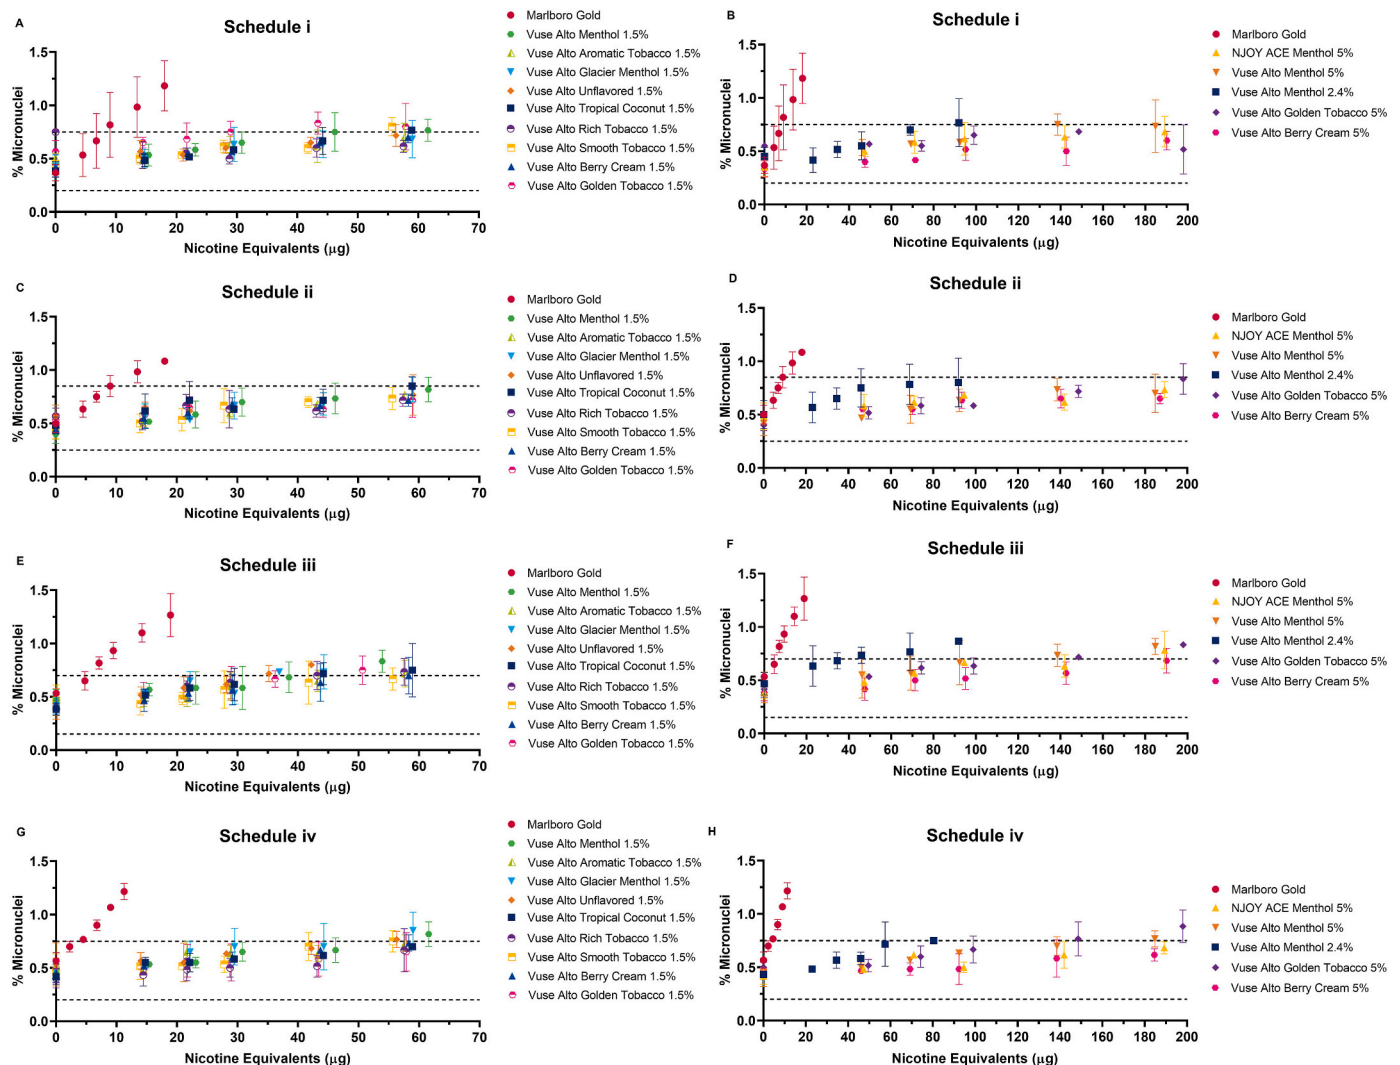 A
Schedule i
% Micronuclei
1.5
1.0
0.5
0.0
0 10 20 30 40 50 60 70
Nicotine Equivalents (μg)
Marlboro Gold
Vuse Alto Menthol 1.5%
Vuse Alto Aromatic Tobacco 1.5%
Vuse Alto Glacier Menthol 1.5%
Vuse Alto Unflavored 1.5%
Vuse Alto Tropical Coconut 1.5%
Vuse Alto Rich Tobacco 1.5%
Vuse Alto Smooth Tobacco 1.5%
Vuse Alto Berry Cream 1.5%
Vuse Alto Golden Tobacco 1.5%
B
Schedule i
% Micronuclei
1.5
1.0
0.5
0.0
0 20 40 60 80 100 120 140 160 180 200
Nicotine Equivalents (μg)
Marlboro Gold
NJOY ACE Menthol 5%
Vuse Alto Menthol 5%
Vuse Alto Menthol 2.4%
Vuse Alto Golden Tobacco 5%
Vuse Alto Berry Cream 5%
C
Schedule ii
% Micronuclei
1.5
1.0
0.5
0.0
0 10 20 30 40 50 60 70
Nicotine Equivalents (μg)
Marlboro Gold
Vuse Alto Menthol 1.5%
Vuse Alto Aromatic Tobacco 1.5%
Vuse Alto Glacier Menthol 1.5%
Vuse Alto Unflavored 1.5%
Vuse Alto Tropical Coconut 1.5%
Vuse Alto Rich Tobacco 1.5%
Vuse Alto Smooth Tobacco 1.5%
Vuse Alto Berry Cream 1.5%
Vuse Alto Golden Tobacco 1.5%
D
Schedule ii
% Micronuclei
1.5
1.0
0.5
0.0
0 20 40 60 80 100 120 140 160 180 200
Nicotine Equivalents (μg)
Marlboro Gold
NJOY ACE Menthol 5%
Vuse Alto Menthol 5%
Vuse Alto Menthol 2.4%
Vuse Alto Golden Tobacco 5%
Vuse Alto Berry Cream 5%
E
Schedule iii
% Micronuclei
1.5
1.0
0.5
0.0
0 10 20 30 40 50 60 70
Nicotine Equivalents (μg)
Marlboro Gold
Vuse Alto Menthol 1.5%
Vuse Alto Aromatic Tobacco 1.5%
Vuse Alto Glacier Menthol 1.5%
Vuse Alto Unflavored 1.5%
Vuse Alto Tropical Coconut 1.5%
Vuse Alto Rich Tobacco 1.5%
Vuse Alto Smooth Tobacco 1.5%
Vuse Alto Berry Cream 1.5%
Vuse Alto Golden Tobacco 1.5%
F
Schedule iii
% Micronuclei
1.5
1.0
0.5
0.0
0 20 40 60 80 100 120 140 160 180 200
Nicotine Equivalents (μg)
Marlboro Gold
NJOY ACE Menthol 5%
Vuse Alto Menthol 5%
Vuse Alto Menthol 2.4%
Vuse Alto Golden Tobacco 5%
Vuse Alto Berry Cream 5%
G
Schedule iv
% Micronuclei
1.5
1.0
0.5
0.0
0 10 20 30 40 50 60 70
Nicotine Equivalents (μg)
Marlboro Gold
Vuse Alto Menthol 1.5%
Vuse Alto Aromatic Tobacco 1.5%
Vuse Alto Glacier Menthol 1.5%
Vuse Alto Unflavored 1.5%
Vuse Alto Tropical Coconut 1.5%
Vuse Alto Rich Tobacco 1.5%
Vuse Alto Smooth Tobacco 1.5%
Vuse Alto Berry Cream 1.5%
Vuse Alto Golden Tobacco 1.5%
H
Schedule iv
% Micronuclei
1.5
1.0
0.5
0.0
0 20 40 60 80 100 120 140 160 180 200
Nicotine Equivalents (μg)
Marlboro Gold
NJOY ACE Menthol 5%
Vuse Alto Menthol 5%
Vuse Alto Menthol 2.4%
Vuse Alto Golden Tobacco 5%
Vuse Alto Berry Cream 5%